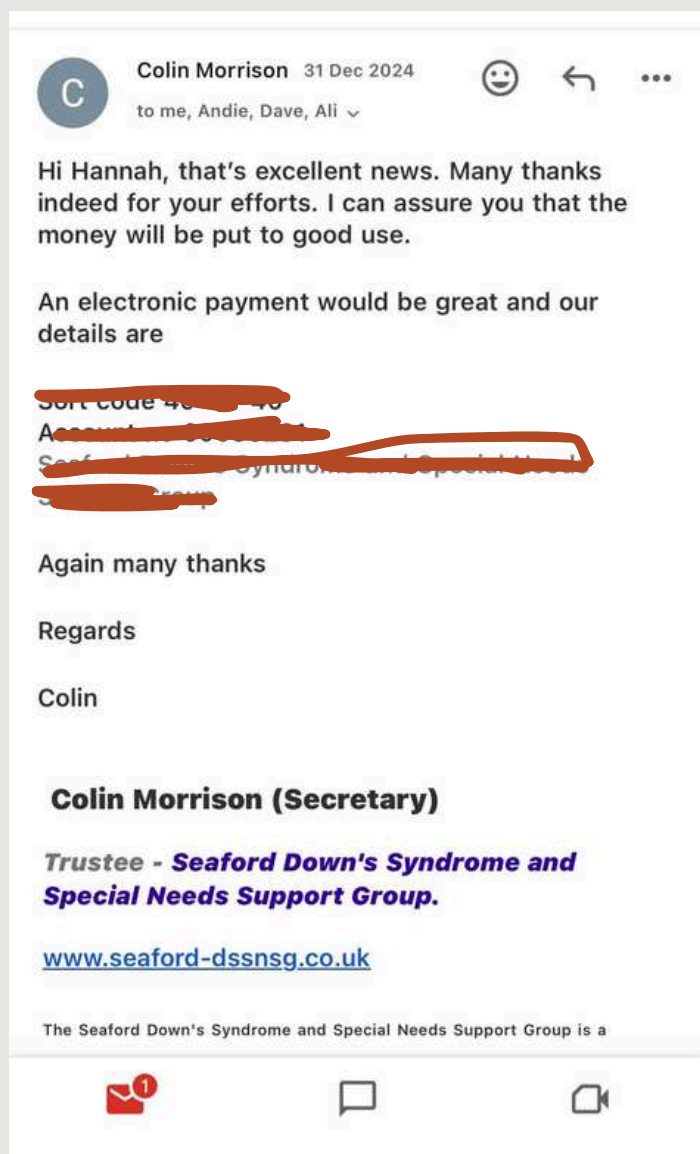 C
Colin Morrison 31 Dec 2024
to me, Andie, Dave, Ali
Hi Hannah, that's excellent news. Many thanks
indeed for your efforts. I can assure you that the
money will be put to good use.
An electronic payment would be great and our
details are
Sort code
Again many thanks
Regards
Colin
Colin Morrison (Secretary)
Trustee - Seaford Down's Syndrome and
Special Needs Support Group.
www.seaford-dssnsg.co.uk
The Seaford Down's Syndrome and Special Needs Support Group is a
1